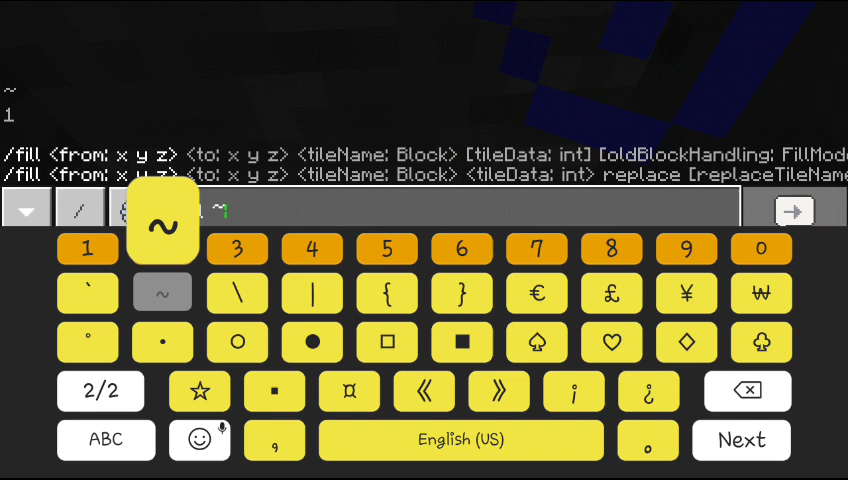 ~
1
/fill <from: x y z> <to: x y z> <tileName: Block> [tileData: int] [oldBlockHandling: FillMod
/fill <from: x y z> <to: x y z> <tileName: Block> <tileData: int> replace [replaceTileName
/ ~
~
1 3 4 5 6 7 8 9 0
` ~ \ | { } € £ ¥ ₩
° • ○ ● □ ■ ♤ ♡ ◇ ♧
2/2 ☆ ▪ ¤ 《 》 ¡ ¿
ABC , English (US) . Next